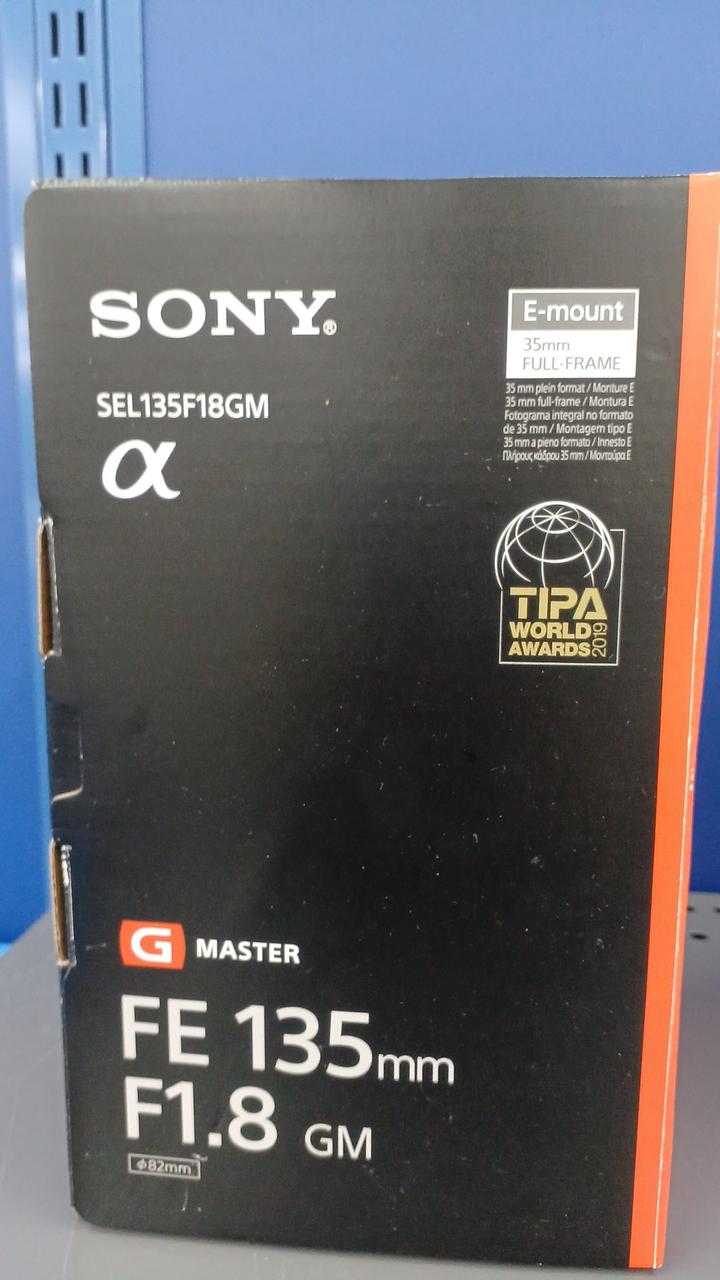 SONY®
SEL135F18GM
α
E-mount
35mm
FULL-FRAME
35 mm plein format / Monture E
35 mm full-frame / Montura E
Fotograma integral no formato
de 35 mm / Montagem tipo E
35 mm a pieno formato / Innesto E
Πλήρους κάδρου 35 mm / Μοντούρα E
TIPA
WORLD
AWARDS 2019
G MASTER
FE 135mm
F1.8 GM
ϕ82mm